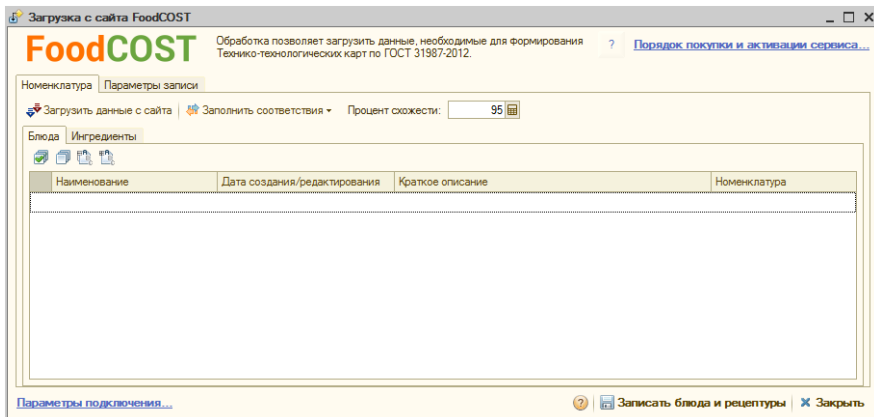 Загрузка с сайта FoodCOST
FoodCOST
Обработка позволяет загрузить данные, необходимые для формирования
Технико-технологических карт по ГОСТ 31987-2012.
? Порядок покупки и активации сервиса...
Номенклатура Параметры записи
Загрузить данные с сайта Заполнить соответствия Процент схожести: 95
Блюда Ингредиенты
Наименование Дата создания/редактирования Краткое описание Номенклатура
Параметры подключения... ? Записать блюда и рецептуры Закрыть